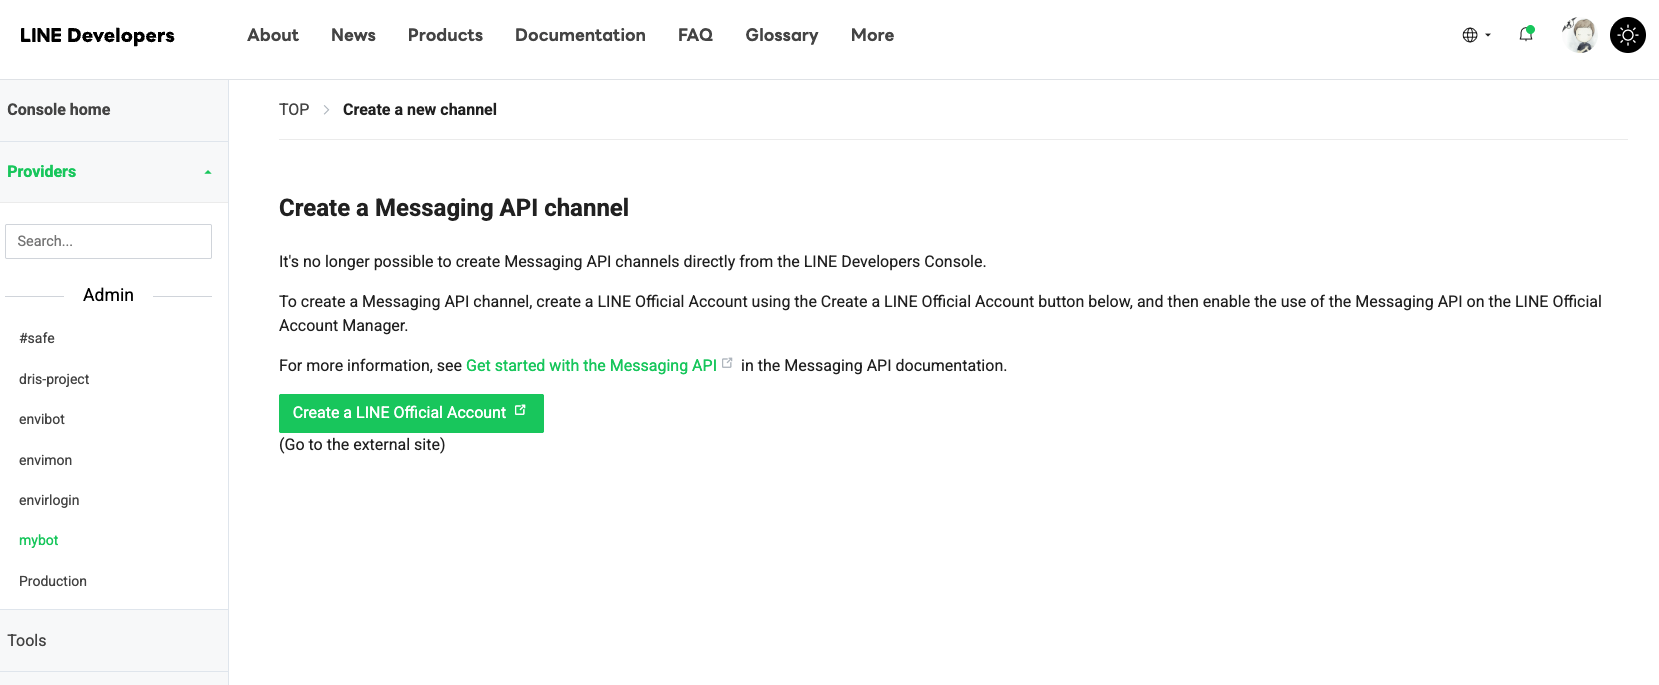 LINE Developers
About
News
Products
Documentation
FAQ
Glossary
More
Console home
Providers
Search...
Admin
#safe
dris-project
envibot
envimon
envirlogin
mybot
Production
Tools
TOP
Create a new channel
Create a Messaging API channel
It's no longer possible to create Messaging API channels directly from the LINE Developers Console.
To create a Messaging API channel, create a LINE Official Account using the Create a LINE Official Account button below, and then enable the use of the Messaging API on the LINE Official
Account Manager.
For more information, see Get started with the Messaging API in the Messaging API documentation.
Create a LINE Official Account
(Go to the external site)